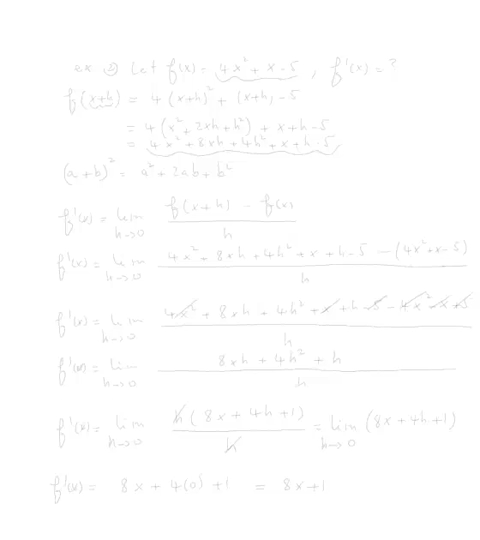 ex ② Let f(x) = 4x² + x - 5 , f'(x) = ?
f(x+h) = 4(x+h)² + (x+h) - 5
= 4(x² + 2xh + h²) + x + h - 5
= 4x² + 8xh + 4h² + x + h - 5
(a+b)² = a² + 2ab + b²
f'(x) = lim h→0 f(x+h) - f(x) / h
f'(x) = lim h→0 4x² + 8xh + 4h² + x + h - 5 - (4x² + x - 5) / h
f'(x) = lim h→0 4x² + 8xh + 4h² + x + h - 5 - 4x² - x + 5 / h
f'(x) = lim h→0 8xh + 4h² + h / h
f'(x) = lim h→0 h(8x + 4h + 1) / h = lim h→0 (8x + 4h + 1)
f'(x) = 8x + 4(0) + 1 = 8x + 1